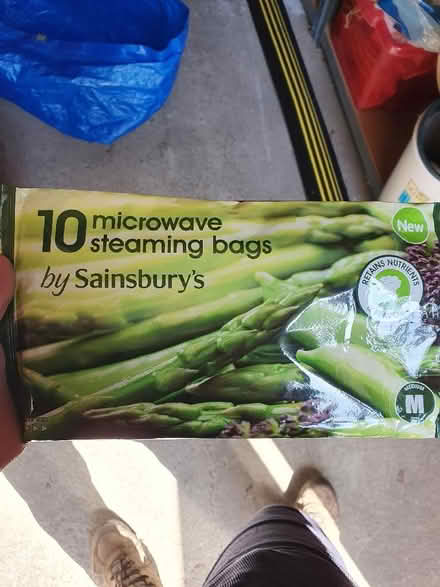 10 microwave
steaming bags
by Sainsbury's
New
RETAINS NUTRIENTS
MEDIUM
M